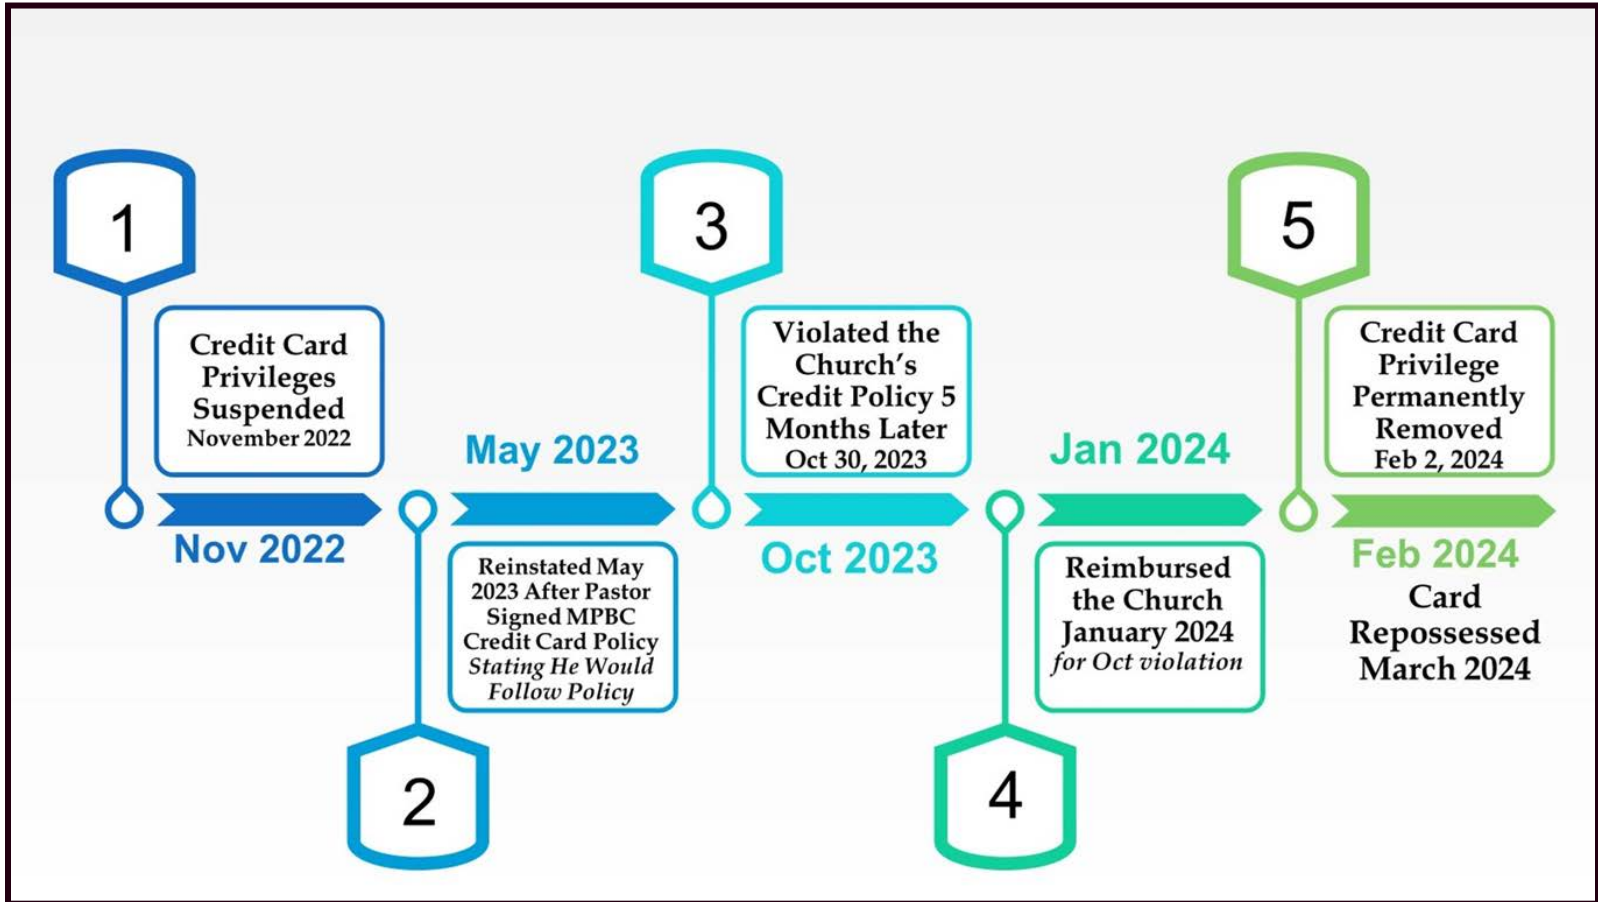 1
Credit Card
Privileges
Suspended
November 2022
Nov 2022
2
May 2023
Reinstated May
2023 After Pastor
Signed MPBC
Credit Card Policy
Stating He Would
Follow Policy
3
Violated the
Church’s
Credit Policy 5
Months Later
Oct 30, 2023
Oct 2023
4
Jan 2024
Reimbursed
the Church
January 2024
for Oct violation
5
Credit Card
Privilege
Permanently
Removed
Feb 2, 2024
Feb 2024
Card
Repossessed
March 2024